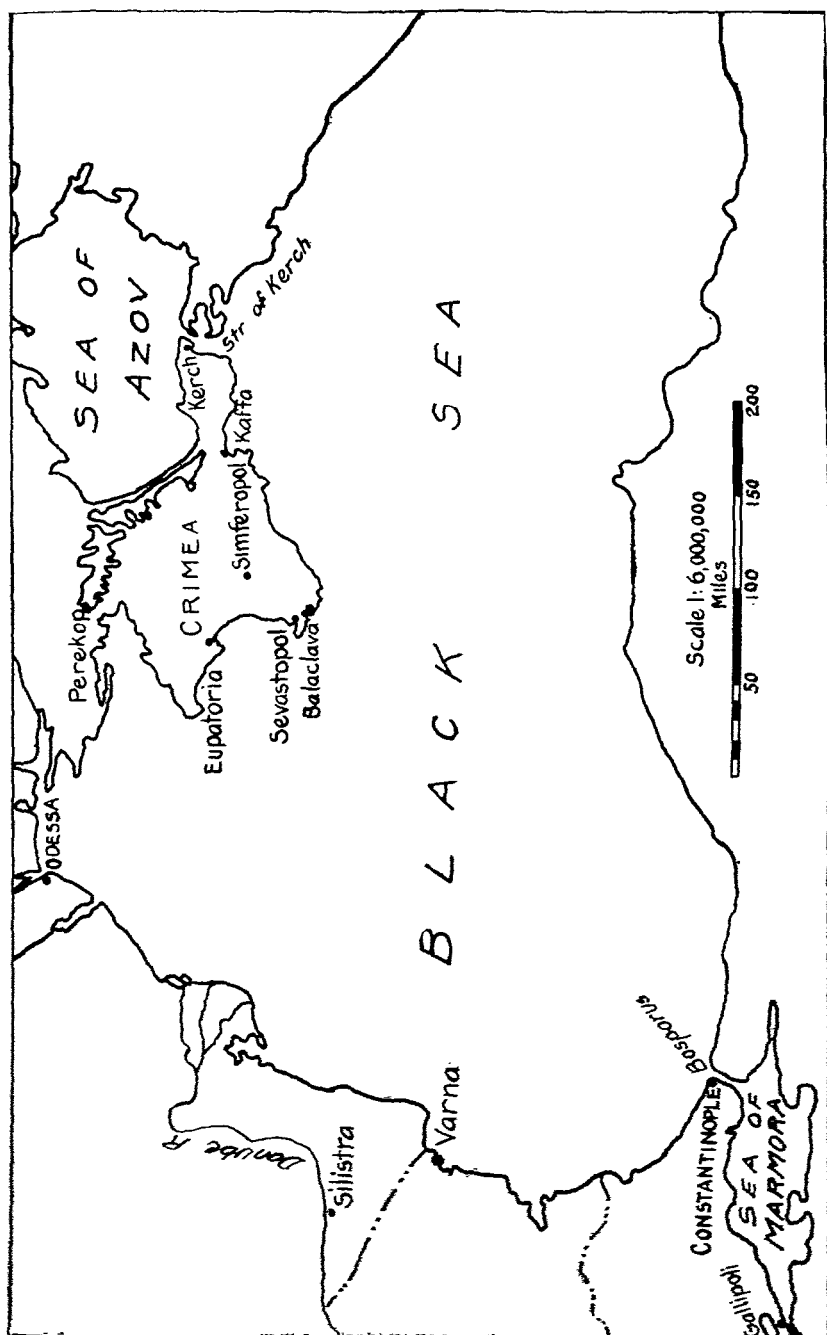 SEA OF
AZOV
Perekop
ODESSA
Kerch
Str of Kerch
Kaffa
CRIMEA
Simferopol
Eupatoria
Sevastopol
Balaclava
BLACK SEA
Danube R
Silistra
Varna
Bosporus
CONSTANTINOPLE
SEA OF
MARMORA
Gallipoli
Scale 1:6,000,000
Miles
50 100 150 200